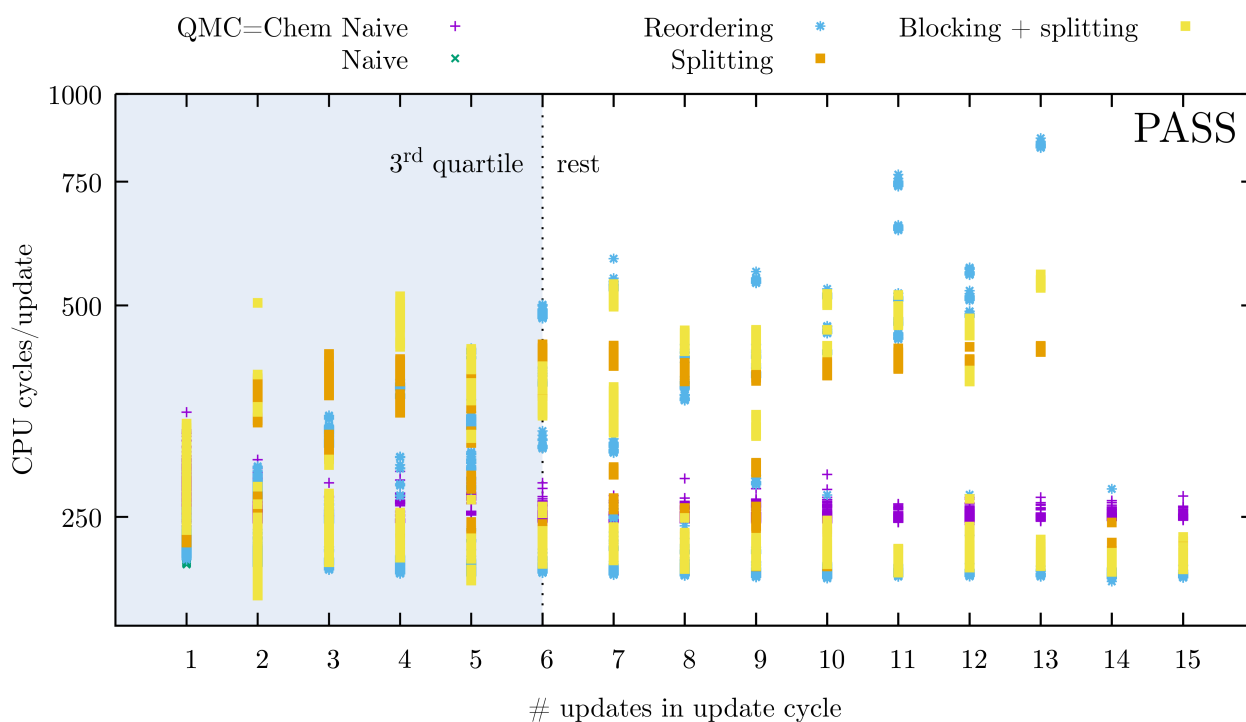 QMC=Chem Naive
Naive
Reordering
Splitting
Blocking + splitting
1000
750
500
250
CPU cycles/update
3rd quartile
rest
PASS
1 2 3 4 5 6 7 8 9 10 11 12 13 14 15
# updates in update cycle